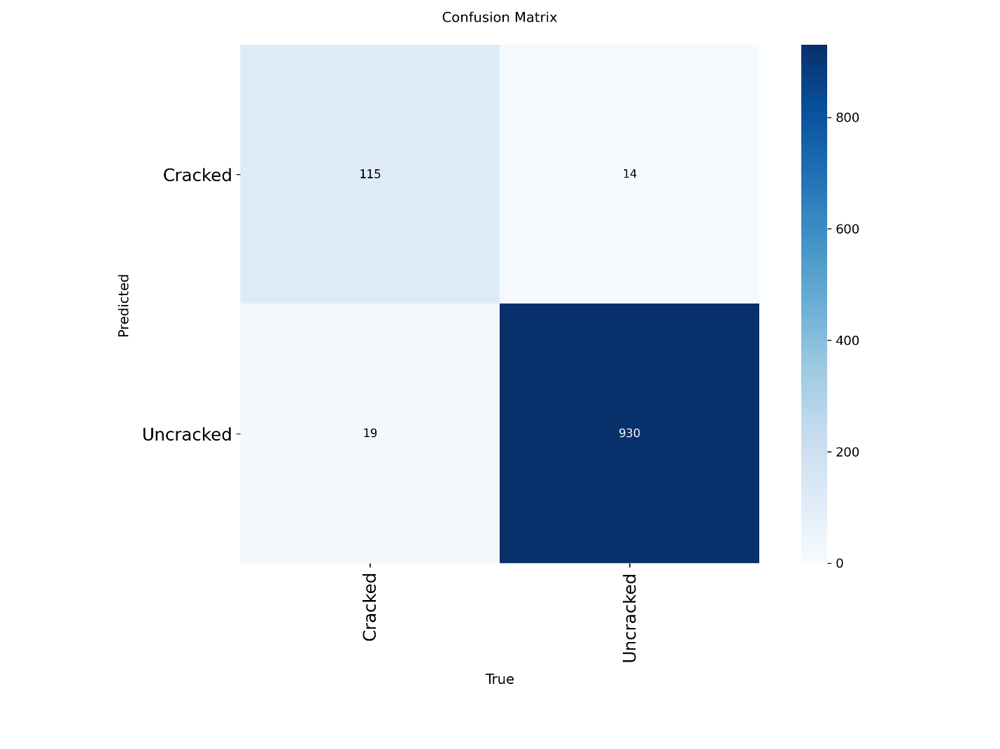 Confusion Matrix
Cracked
115
14
800
600
Predicted
400
Uncracked
19
930
200
0
Cracked
Uncracked
True